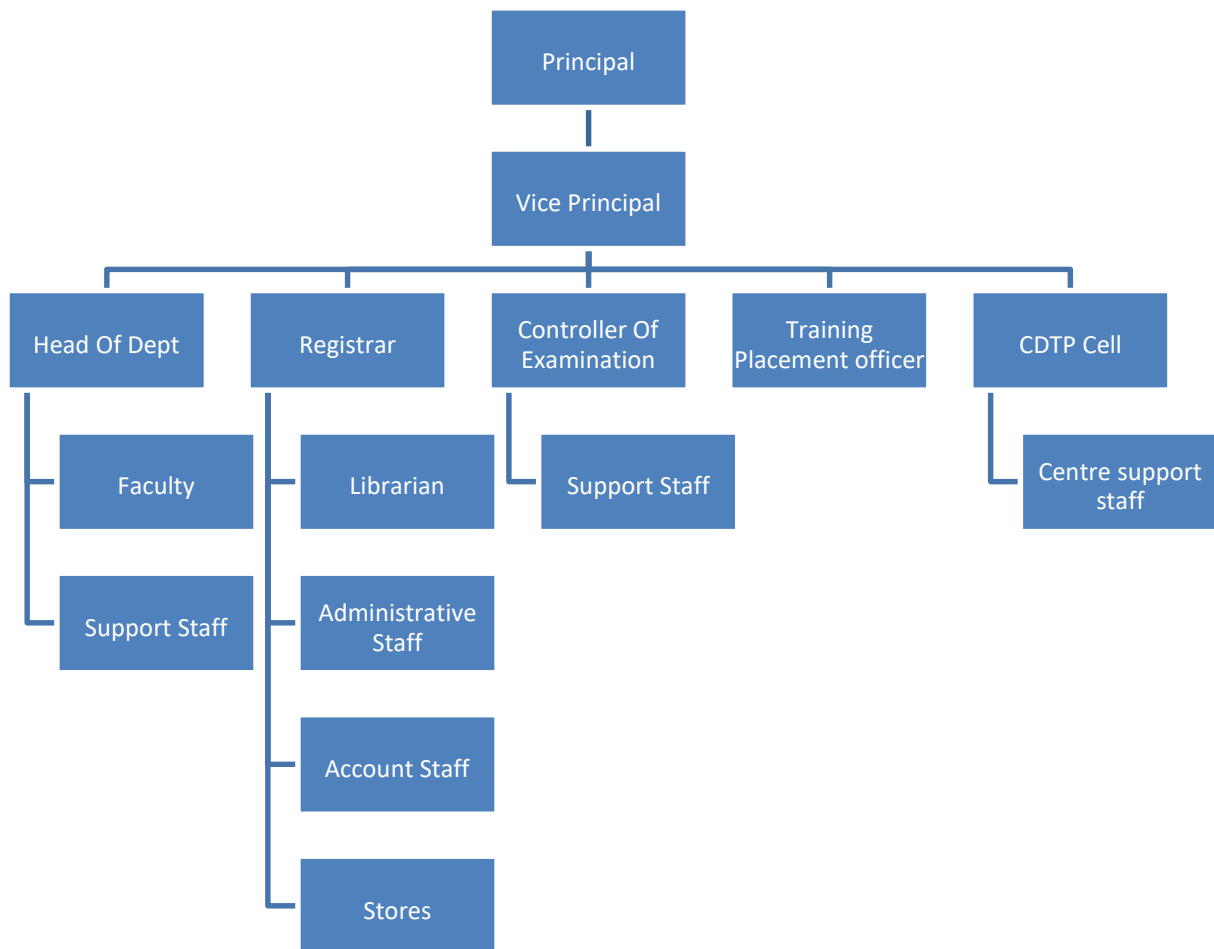 Principal
Vice Principal
Head Of Dept
Registrar
Controller Of
Examination
Training
Placement officer
CDTP Cell
Faculty
Librarian
Support Staff
Centre support
staff
Support Staff
Administrative
Staff
Account Staff
Stores